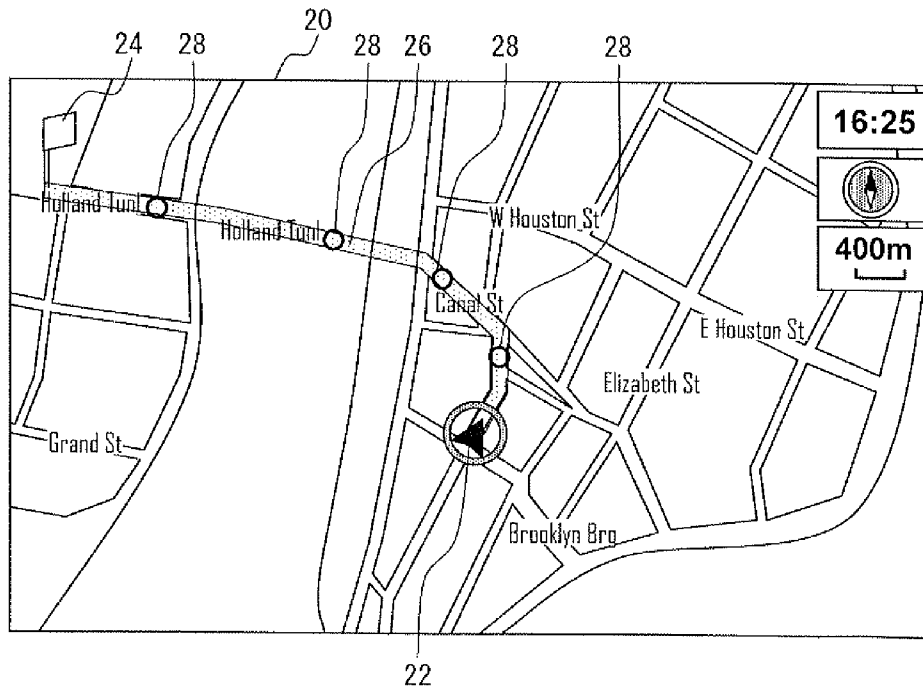 24 28 20 28 26 28 28
16:25
Holland Tunl
W Houston St
Holland Tunl
400m
Canal St
E Houston St
Elizabeth St
Grand St
Brooklyn Brg
22